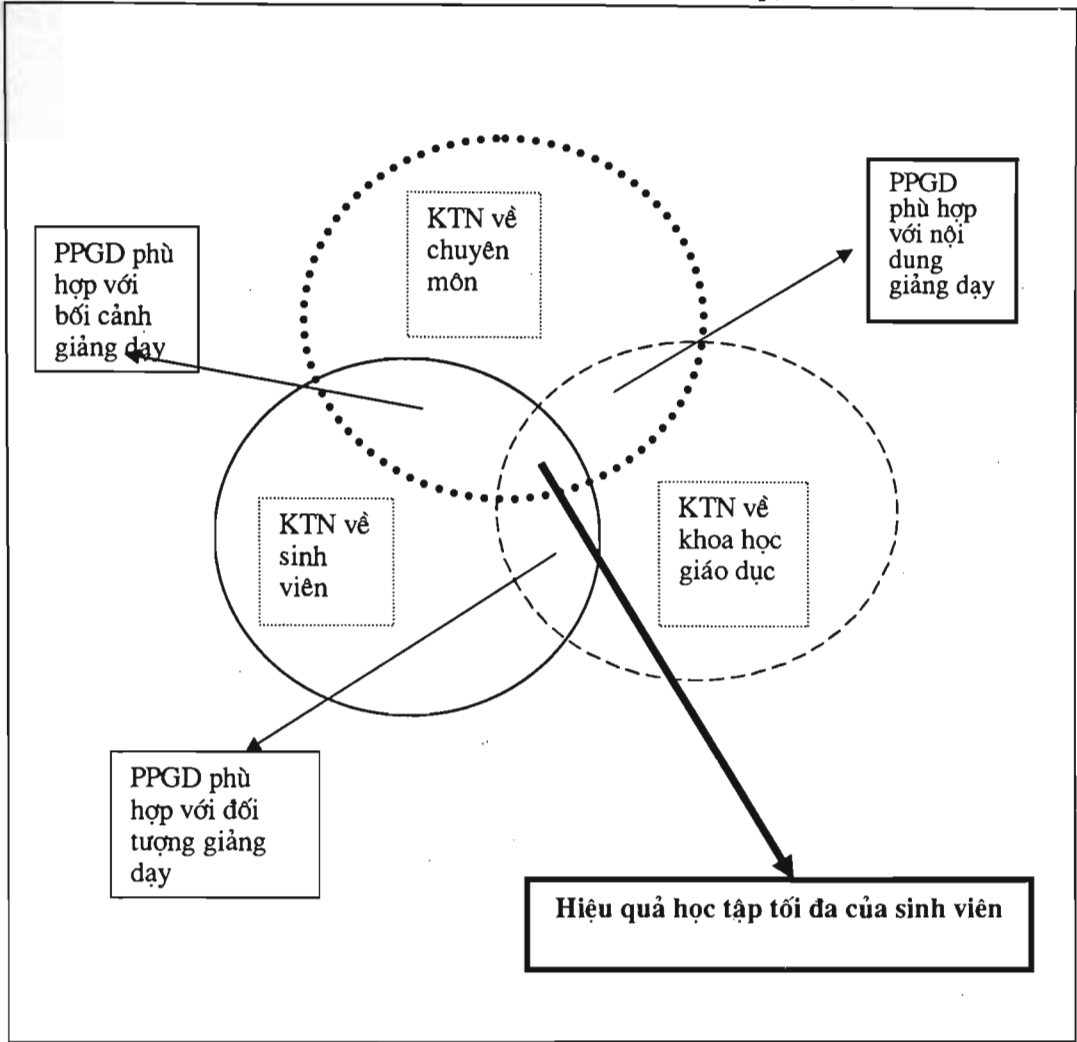 KTN về
chuyên
môn
PPGD
phù hợp
với nội
dung
giảng dạy
PPGD phù
hợp với
bối cảnh
giảng dạy
KTN về
sinh
viên
KTN về
khoa học
giáo dục
PPGD phù
hợp với đối
tượng giảng
dạy
Hiệu quả học tập tối đa của sinh viên